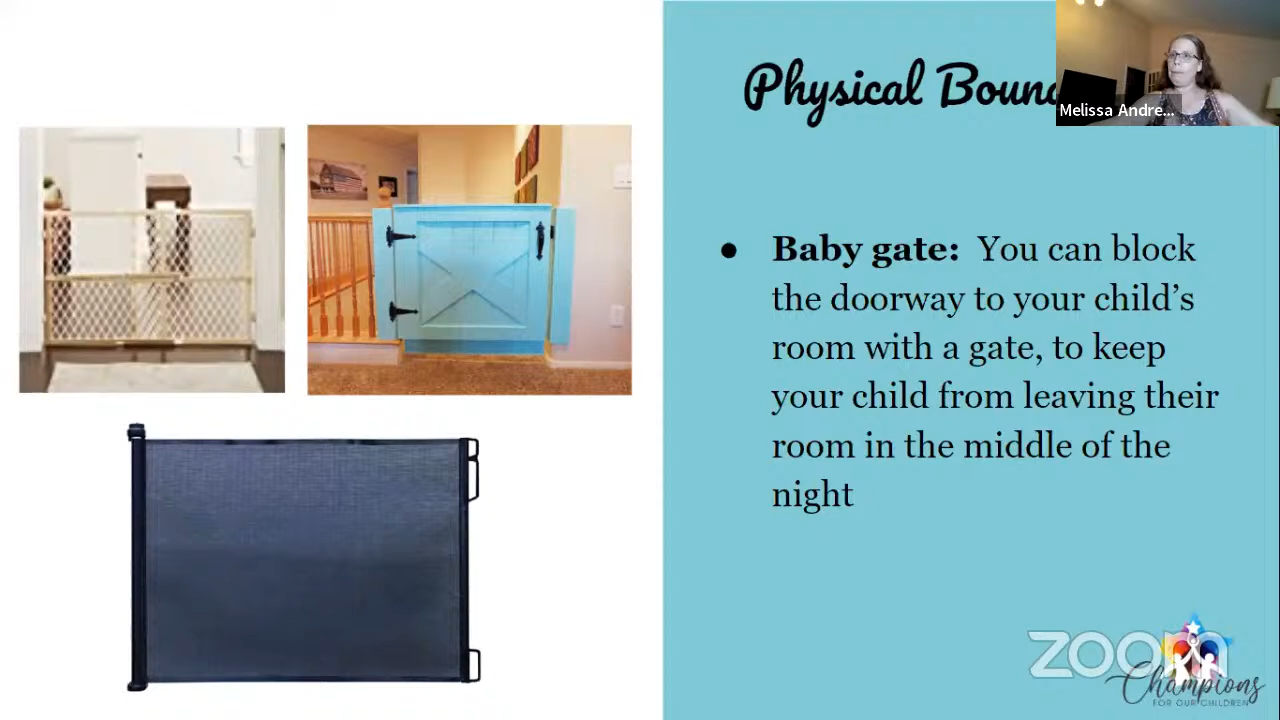 Physical Boun
Melissa Andre...
● Baby gate: You can block
the doorway to your child’s
room with a gate, to keep
your child from leaving their
room in the middle of the
night
zoom
Champions
FOR OUR CHILDREN